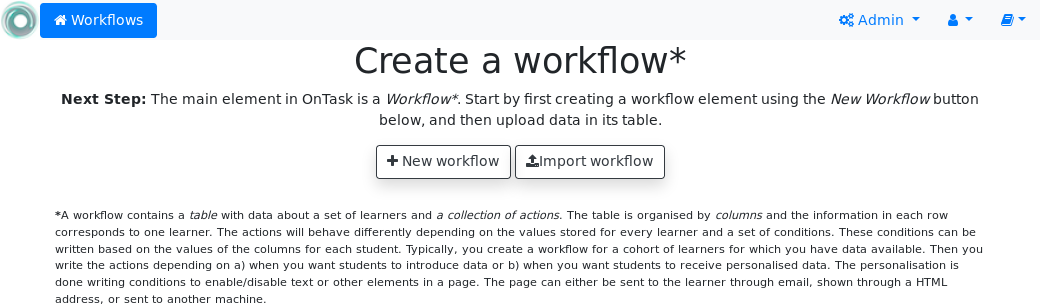 Workflows Admin
Create a workflow*
Next Step: The main element in OnTask is a Workflow*. Start by first creating a workflow element using the New Workflow button
below, and then upload data in its table.
New workflow Import workflow
*A workflow contains a table with data about a set of learners and a collection of actions. The table is organised by columns and the information in each row
corresponds to one learner. The actions will behave differently depending on the values stored for every learner and a set of conditions. These conditions can be
written based on the values of the columns for each student. Typically, you create a workflow for a cohort of learners for which you have data available. Then you
write the actions depending on a) when you want students to introduce data or b) when you want students to receive personalised data. The personalisation is
done writing conditions to enable/disable text or other elements in a page. The page can either be sent to the learner through email, shown through a HTML
address, or sent to another machine.